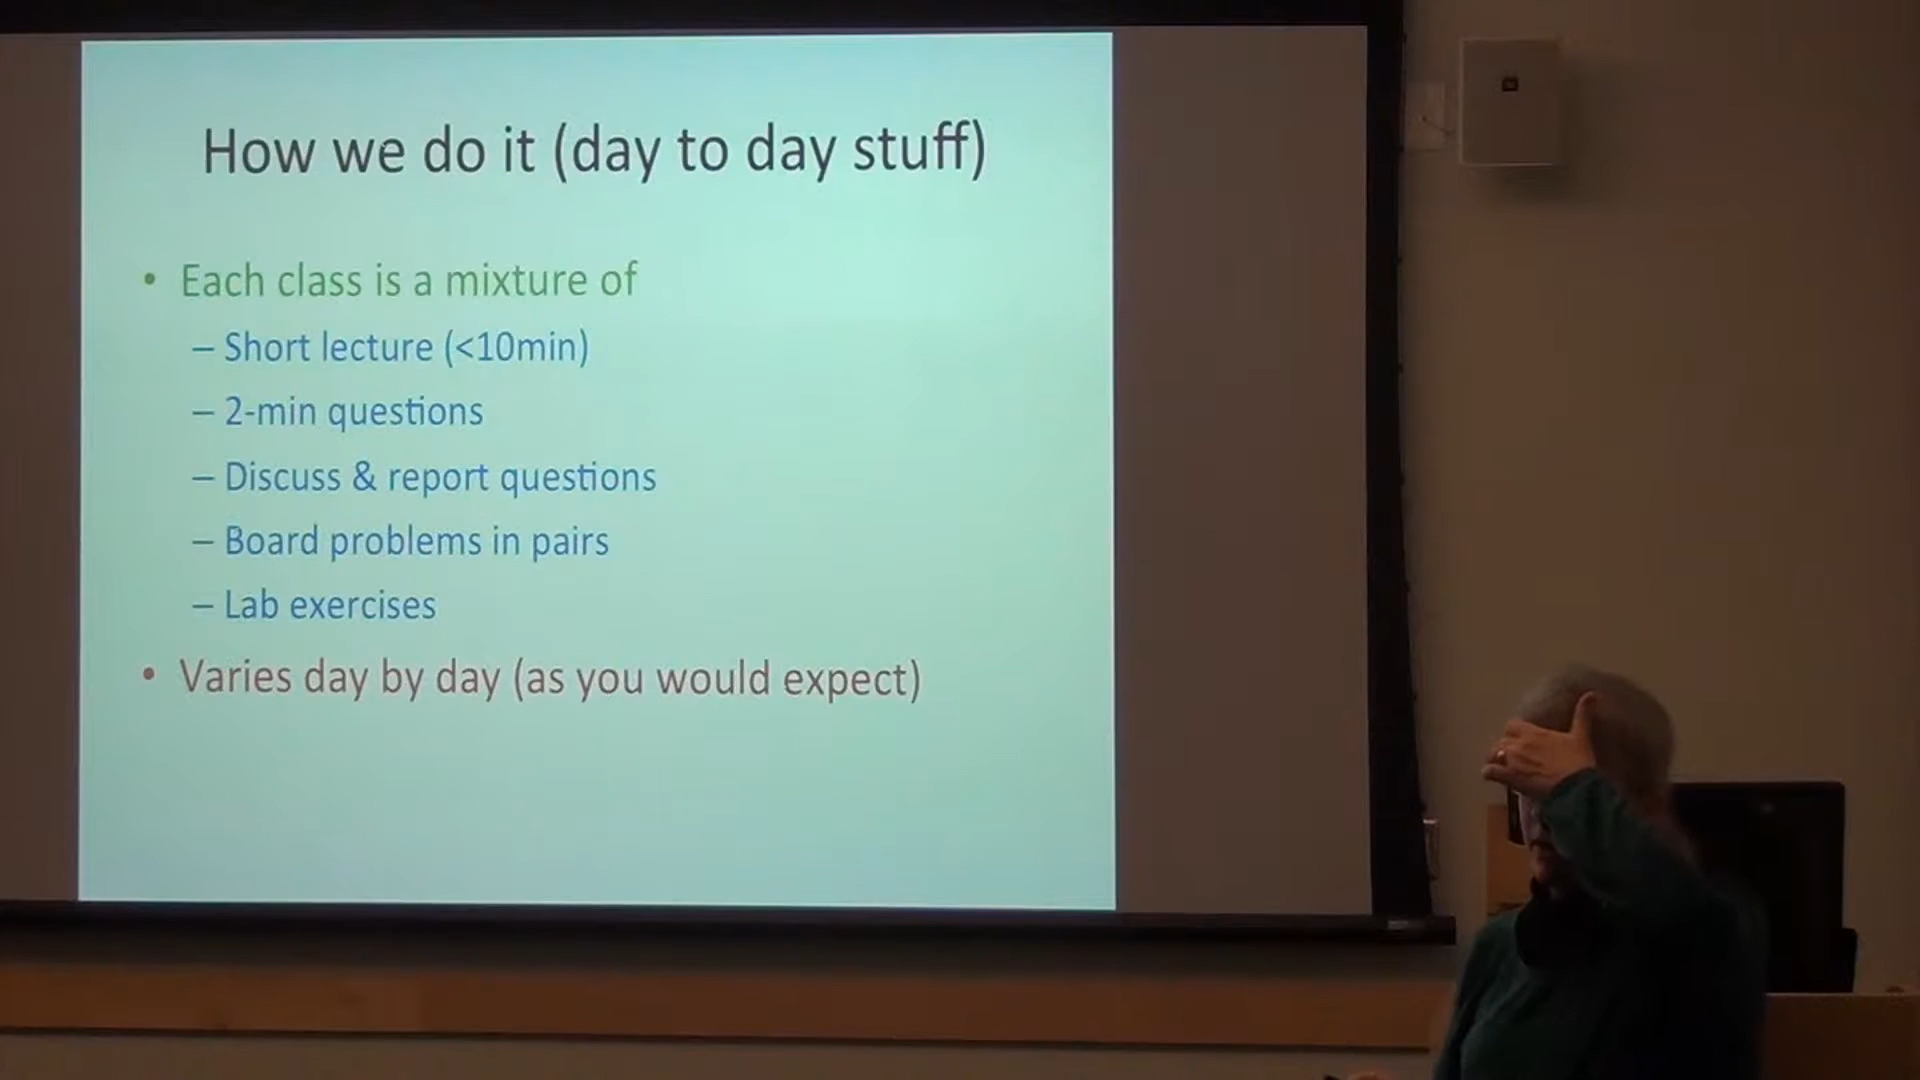 How we do it (day to day stuff)
• Each class is a mixture of
– Short lecture (<10min)
– 2-min questions
– Discuss & report questions
– Board problems in pairs
– Lab exercises
• Varies day by day (as you would expect)